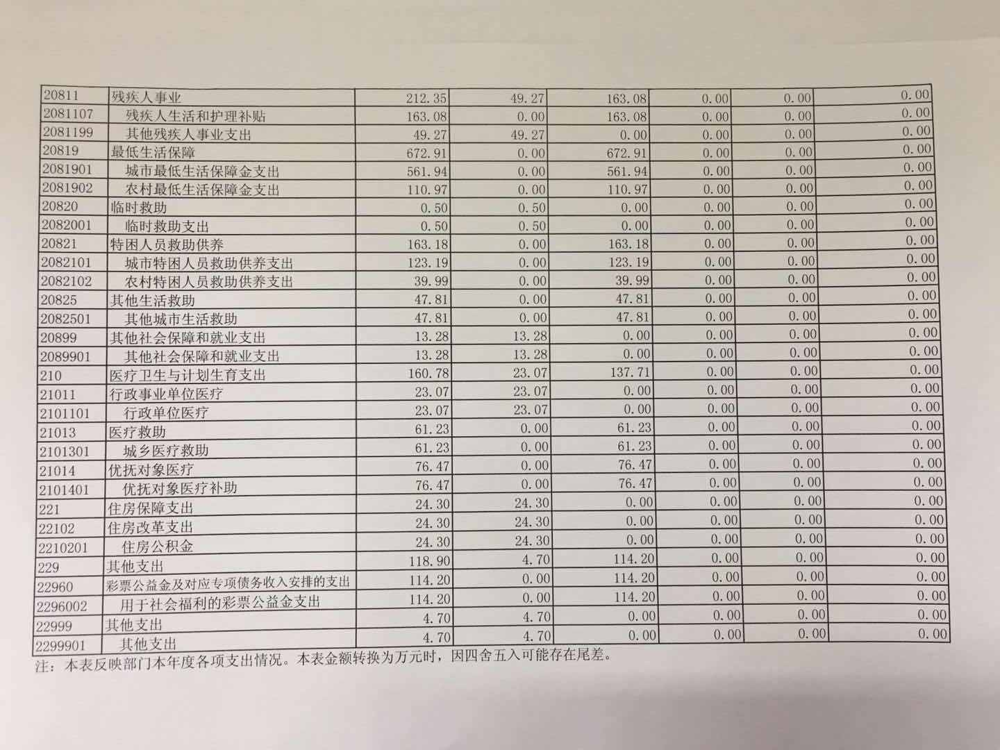 20811 残疾人事业 212.35 49.27 163.08 0.00 0.00 0.00
2081107 残疾人生活和护理补贴 163.08 0.00 163.08 0.00 0.00 0.00
2081199 其他残疾人事业支出 49.27 49.27 0.00 0.00 0.00 0.00
20819 最低生活保障 672.91 0.00 672.91 0.00 0.00 0.00
2081901 城市最低生活保障金支出 561.94 0.00 561.94 0.00 0.00 0.00
2081902 农村最低生活保障金支出 110.97 0.00 110.97 0.00 0.00 0.00
20820 临时救助 0.50 0.50 0.00 0.00 0.00 0.00
2082001 临时救助支出 0.50 0.50 0.00 0.00 0.00 0.00
20821 特困人员救助供养 163.18 0.00 163.18 0.00 0.00 0.00
2082101 城市特困人员救助供养支出 123.19 0.00 123.19 0.00 0.00 0.00
2082102 农村特困人员救助供养支出 39.99 0.00 39.99 0.00 0.00 0.00
20825 其他生活救助 47.81 0.00 47.81 0.00 0.00 0.00
2082501 其他城市生活救助 47.81 0.00 47.81 0.00 0.00 0.00
20899 其他社会保障和就业支出 13.28 13.28 0.00 0.00 0.00 0.00
2089901 其他社会保障和就业支出 13.28 13.28 0.00 0.00 0.00 0.00
210 医疗卫生与计划生育支出 160.78 23.07 137.71 0.00 0.00 0.00
21011 行政事业单位医疗 23.07 23.07 0.00 0.00 0.00 0.00
2101101 行政单位医疗 23.07 23.07 0.00 0.00 0.00 0.00
21013 医疗救助 61.23 0.00 61.23 0.00 0.00 0.00
2101301 城乡医疗救助 61.23 0.00 61.23 0.00 0.00 0.00
21014 优抚对象医疗 76.47 0.00 76.47 0.00 0.00 0.00
2101401 优抚对象医疗补助 76.47 0.00 76.47 0.00 0.00 0.00
221 住房保障支出 24.30 24.30 0.00 0.00 0.00 0.00
22102 住房改革支出 24.30 24.30 0.00 0.00 0.00 0.00
2210201 住房公积金 24.30 24.30 0.00 0.00 0.00 0.00
229 其他支出 118.90 4.70 114.20 0.00 0.00 0.00
22960 彩票公益金及对应专项债务收入安排的支出 114.20 0.00 114.20 0.00 0.00 0.00
2296002 用于社会福利的彩票公益金支出 114.20 0.00 114.20 0.00 0.00 0.00
22999 其他支出 4.70 4.70 0.00 0.00 0.00 0.00
2299901 其他支出 4.70 4.70 0.00 0.00 0.00 0.00
注：本表反映部门本年度各项支出情况。本表金额转换为万元时，因四舍五入可能存在尾差。